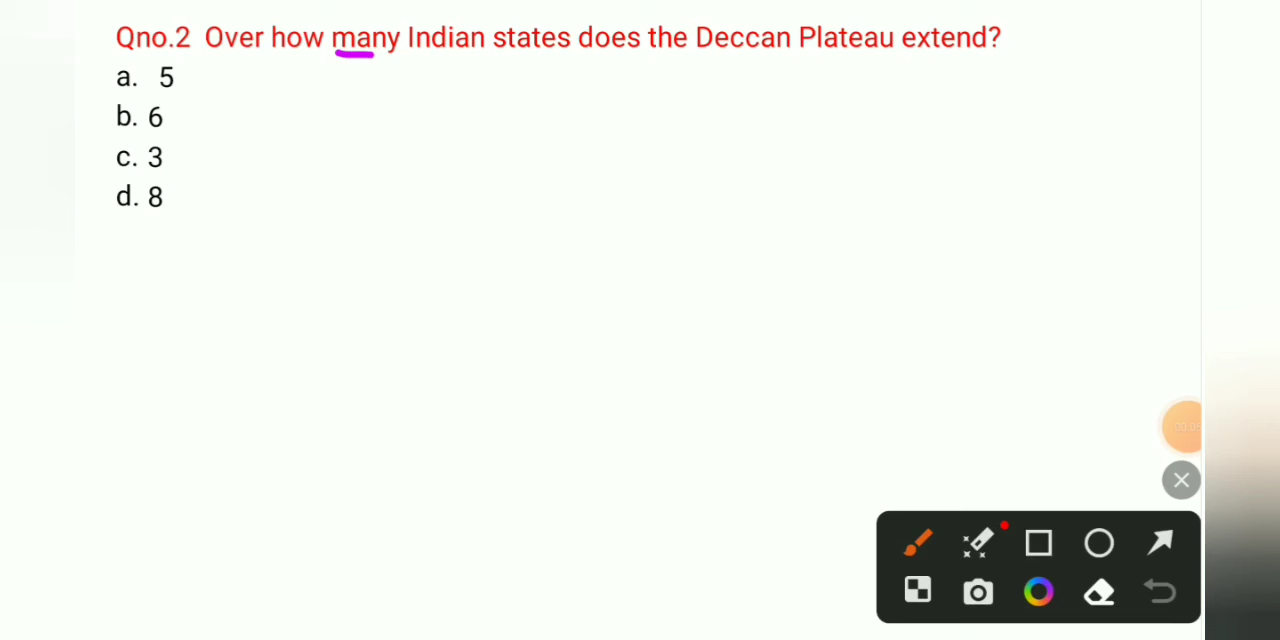 Qno.2 Over how many Indian states does the Deccan Plateau extend?
a. 5
b. 6
c. 3
d. 8